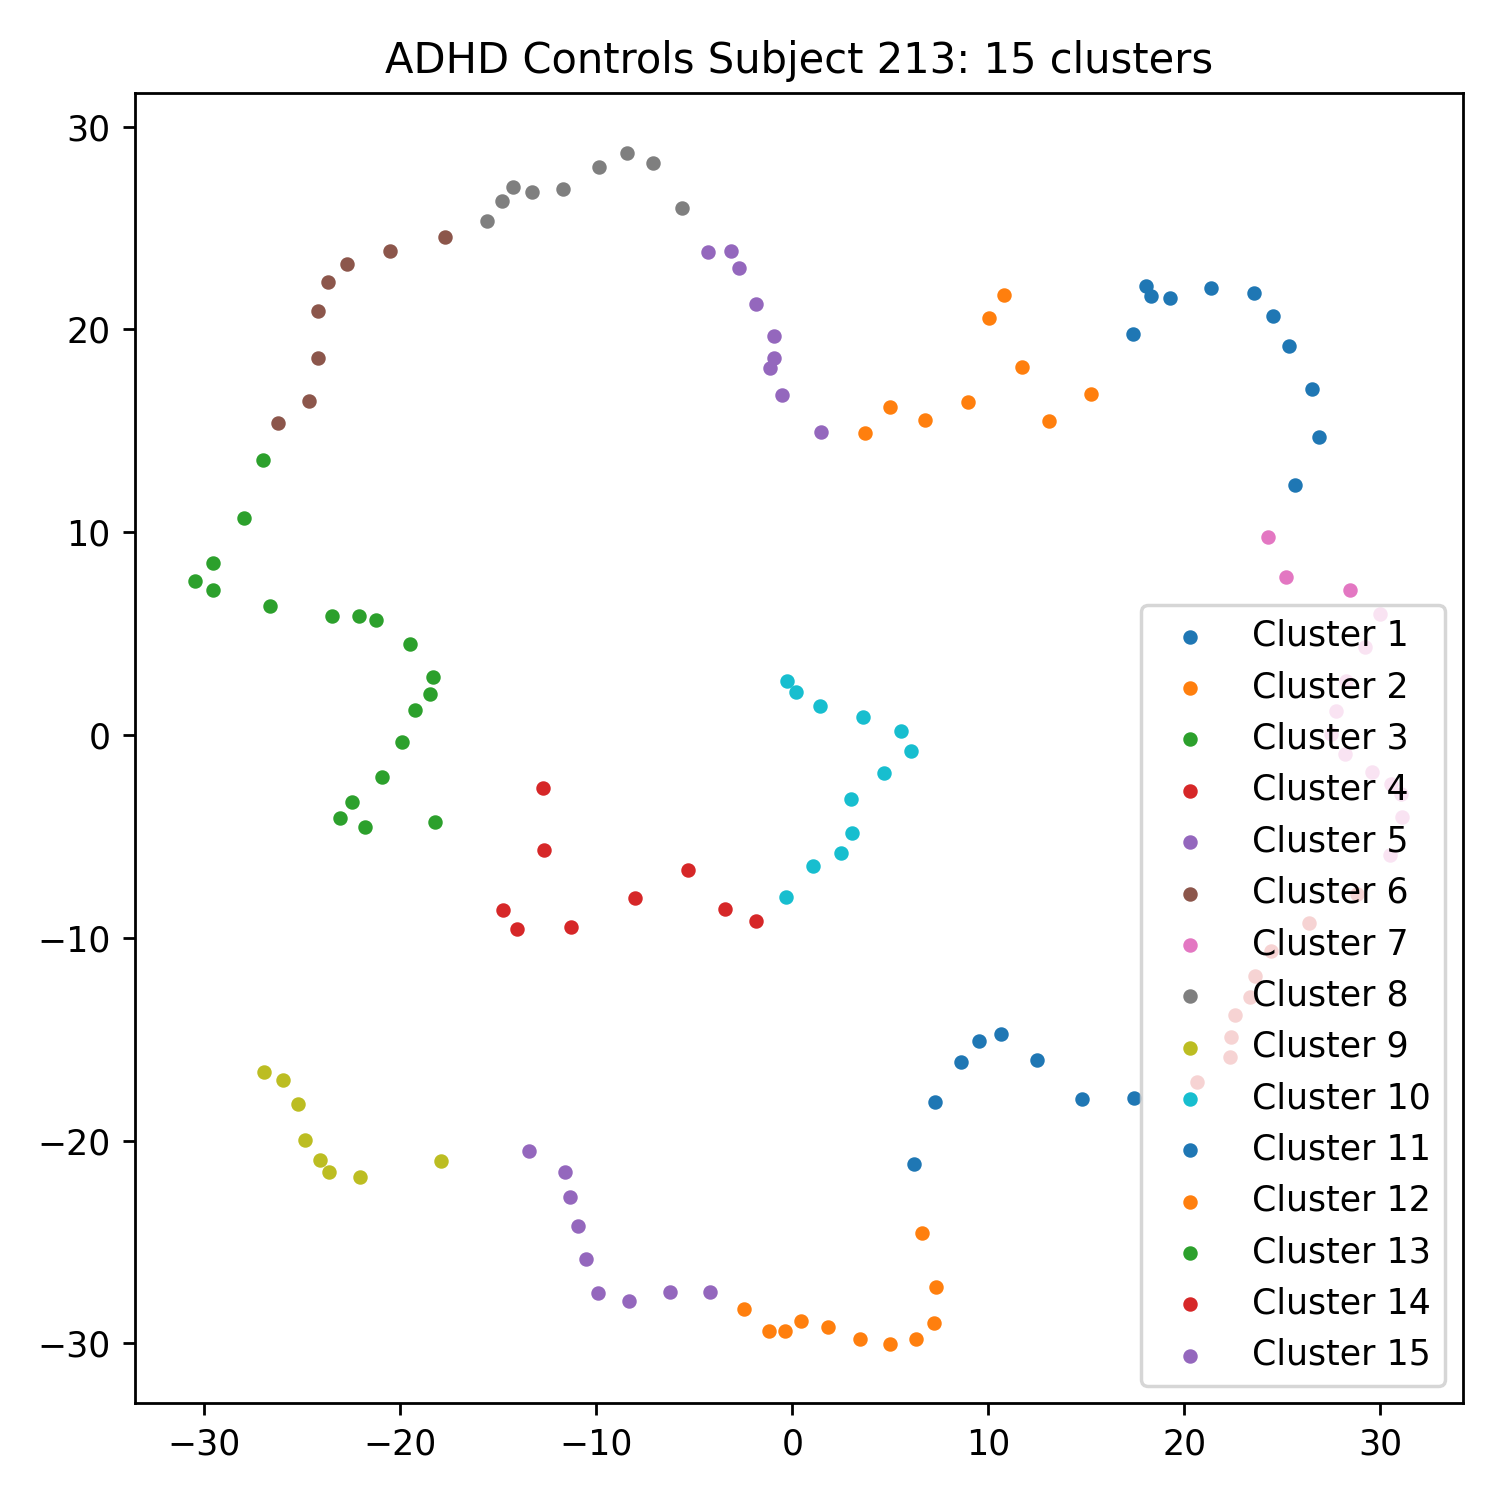 ADHD Controls Subject 213: 15 clusters
30
20
10
0
−10
−20
−30
−30
−20
−10
0
10
20
30
Cluster 1
Cluster 2
Cluster 3
Cluster 4
Cluster 5
Cluster 6
Cluster 7
Cluster 8
Cluster 9
Cluster 10
Cluster 11
Cluster 12
Cluster 13
Cluster 14
Cluster 15